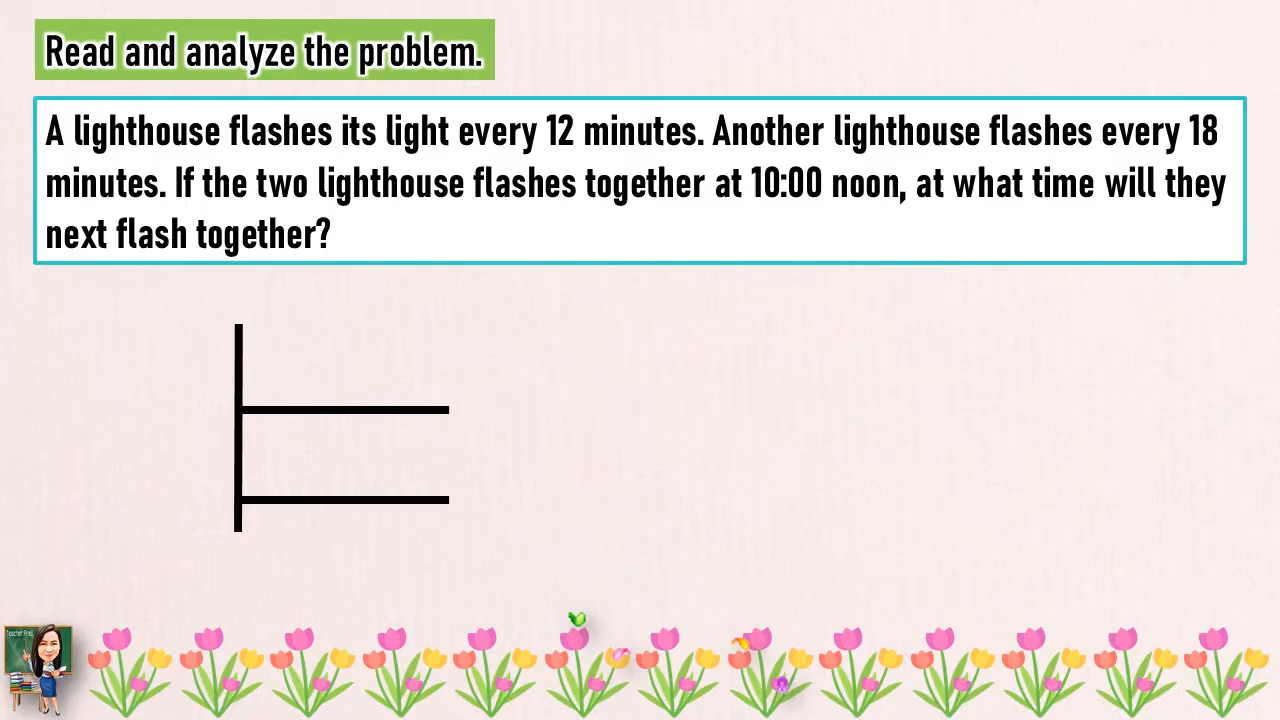 Read and analyze the problem.
A lighthouse flashes its light every 12 minutes. Another lighthouse flashes every 18
minutes. If the two lighthouse flashes together at 10:00 noon, at what time will they
next flash together?